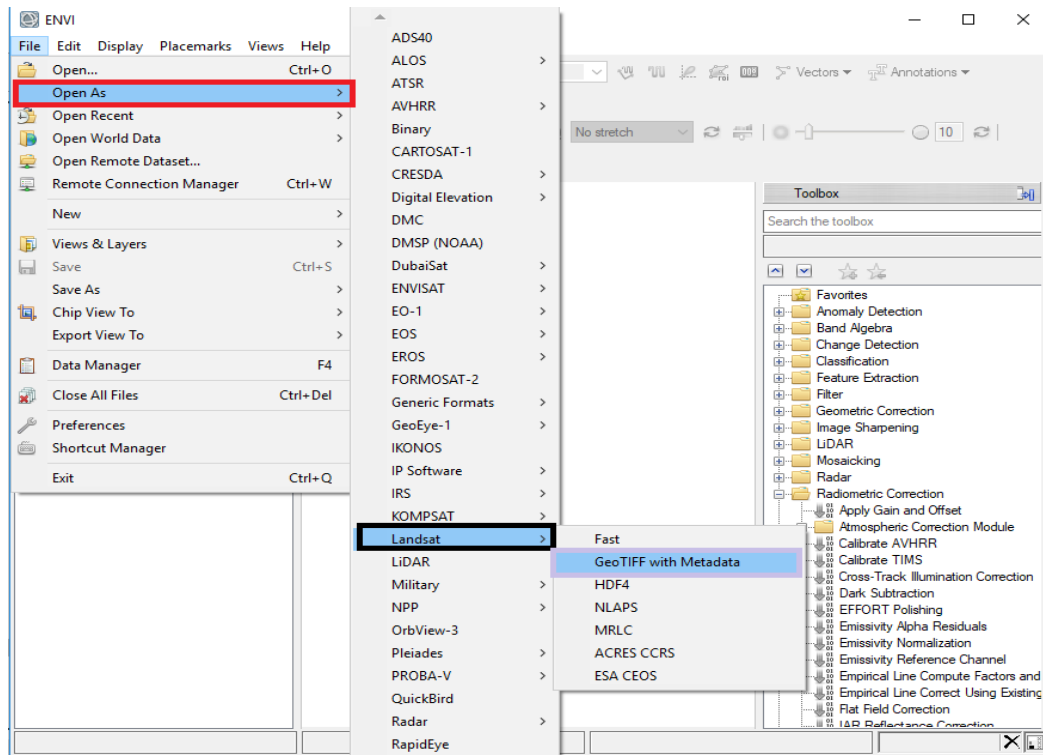 ENVI
File Edit Display Placemarks Views Help
Open... Ctrl+O
Open As
Open Recent
Open World Data
Open Remote Dataset...
Remote Connection Manager Ctrl+W
New
Views & Layers
Save Ctrl+S
Save As
Chip View To
Export View To
Data Manager F4
Close All Files Ctrl+Del
Preferences
Shortcut Manager
Exit Ctrl+Q
ADS40
ALOS
ATSR
AVHRR
Binary
CARTOSAT-1
CRESDA
Digital Elevation
DMC
DMSP (NOAA)
DubaiSat
ENVISAT
EO-1
EOS
EROS
FORMOSAT-2
Generic Formats
GeoEye-1
IKONOS
IP Software
IRS
KOMPSAT
Landsat
LiDAR
Military
NPP
OrbView-3
Pleiades
PROBA-V
QuickBird
Radar
RapidEye
Fast
GeoTIFF with Metadata
HDF4
NLAPS
MRLC
ACRES CCRS
ESA CEOS
Vectors Annotations
No stretch 10
Toolbox
Search the toolbox
Favorites
Anomaly Detection
Band Algebra
Change Detection
Classification
Feature Extraction
Filter
Geometric Correction
Image Sharpening
LiDAR
Mosaicking
Radar
Radiometric Correction
Apply Gain and Offset
Atmospheric Correction Module
Calibrate AVHRR
Calibrate TIMS
Cross-Track Illumination Correction
Dark Subtraction
EFFORT Polishing
Emissivity Alpha Residuals
Emissivity Normalization
Emissivity Reference Channel
Empirical Line Compute Factors and
Empirical Line Correct Using Existing
Flat Field Correction
IAR Reflectance Correction